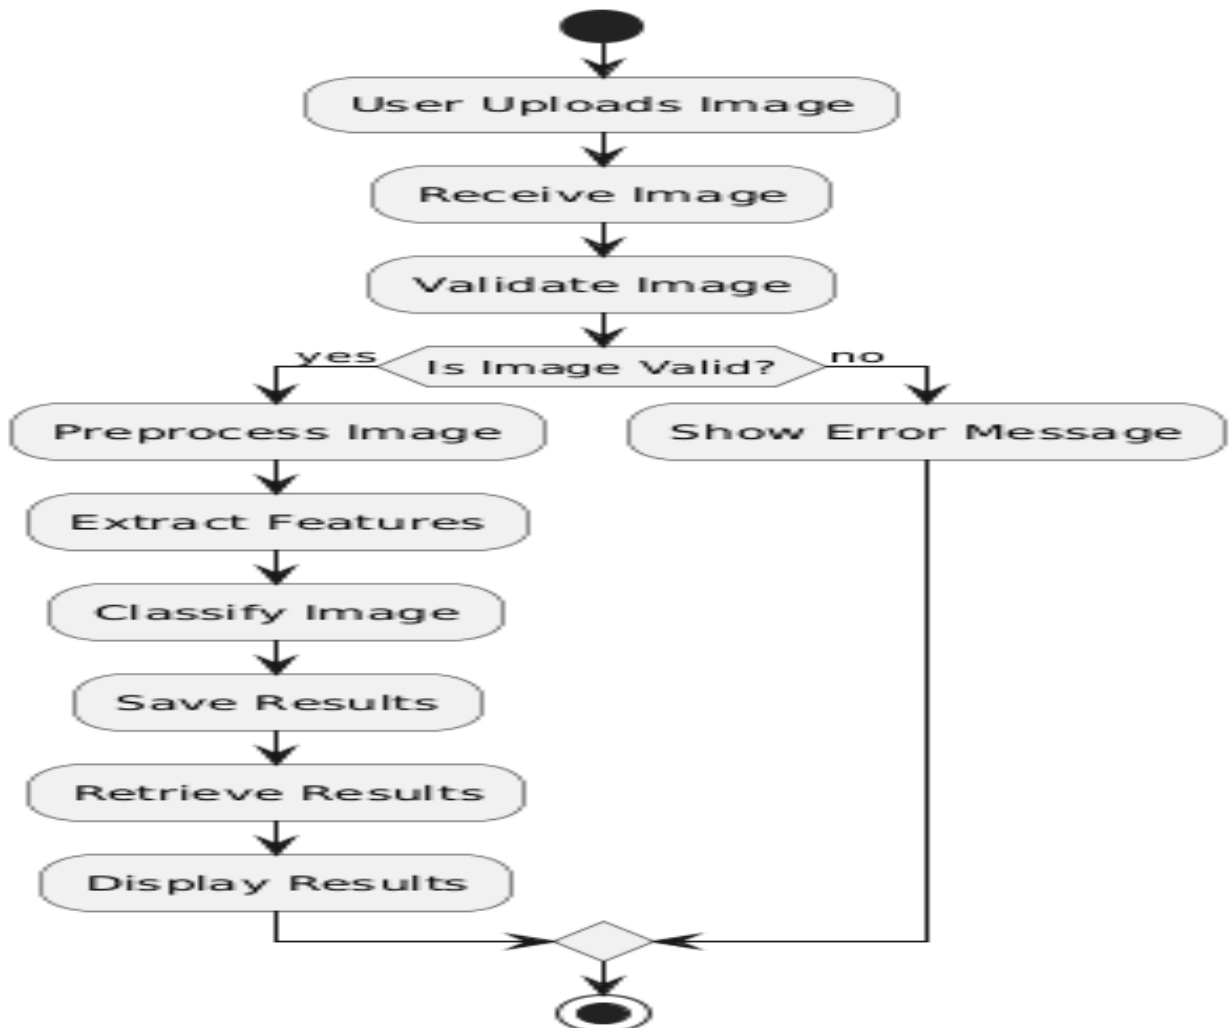 User Uploads Image
Receive Image
Validate Image
yes
Is Image Valid?
no
Preprocess Image
Show Error Message
Extract Features
Classify Image
Save Results
Retrieve Results
Display Results